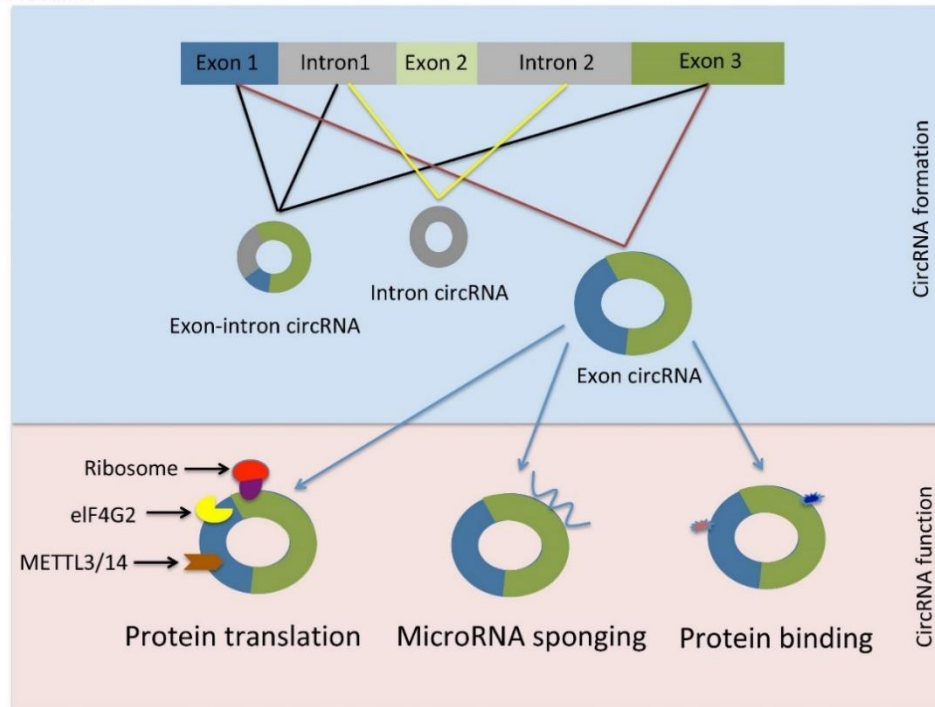 Exon 1 Intron1 Exon 2 Intron 2 Exon 3
CircRNA formation
Exon-intron circRNA
Intron circRNA
Exon circRNA
Ribosome
eIF4G2
METTL3/14
Protein translation
MicroRNA sponging
Protein binding
CircRNA function